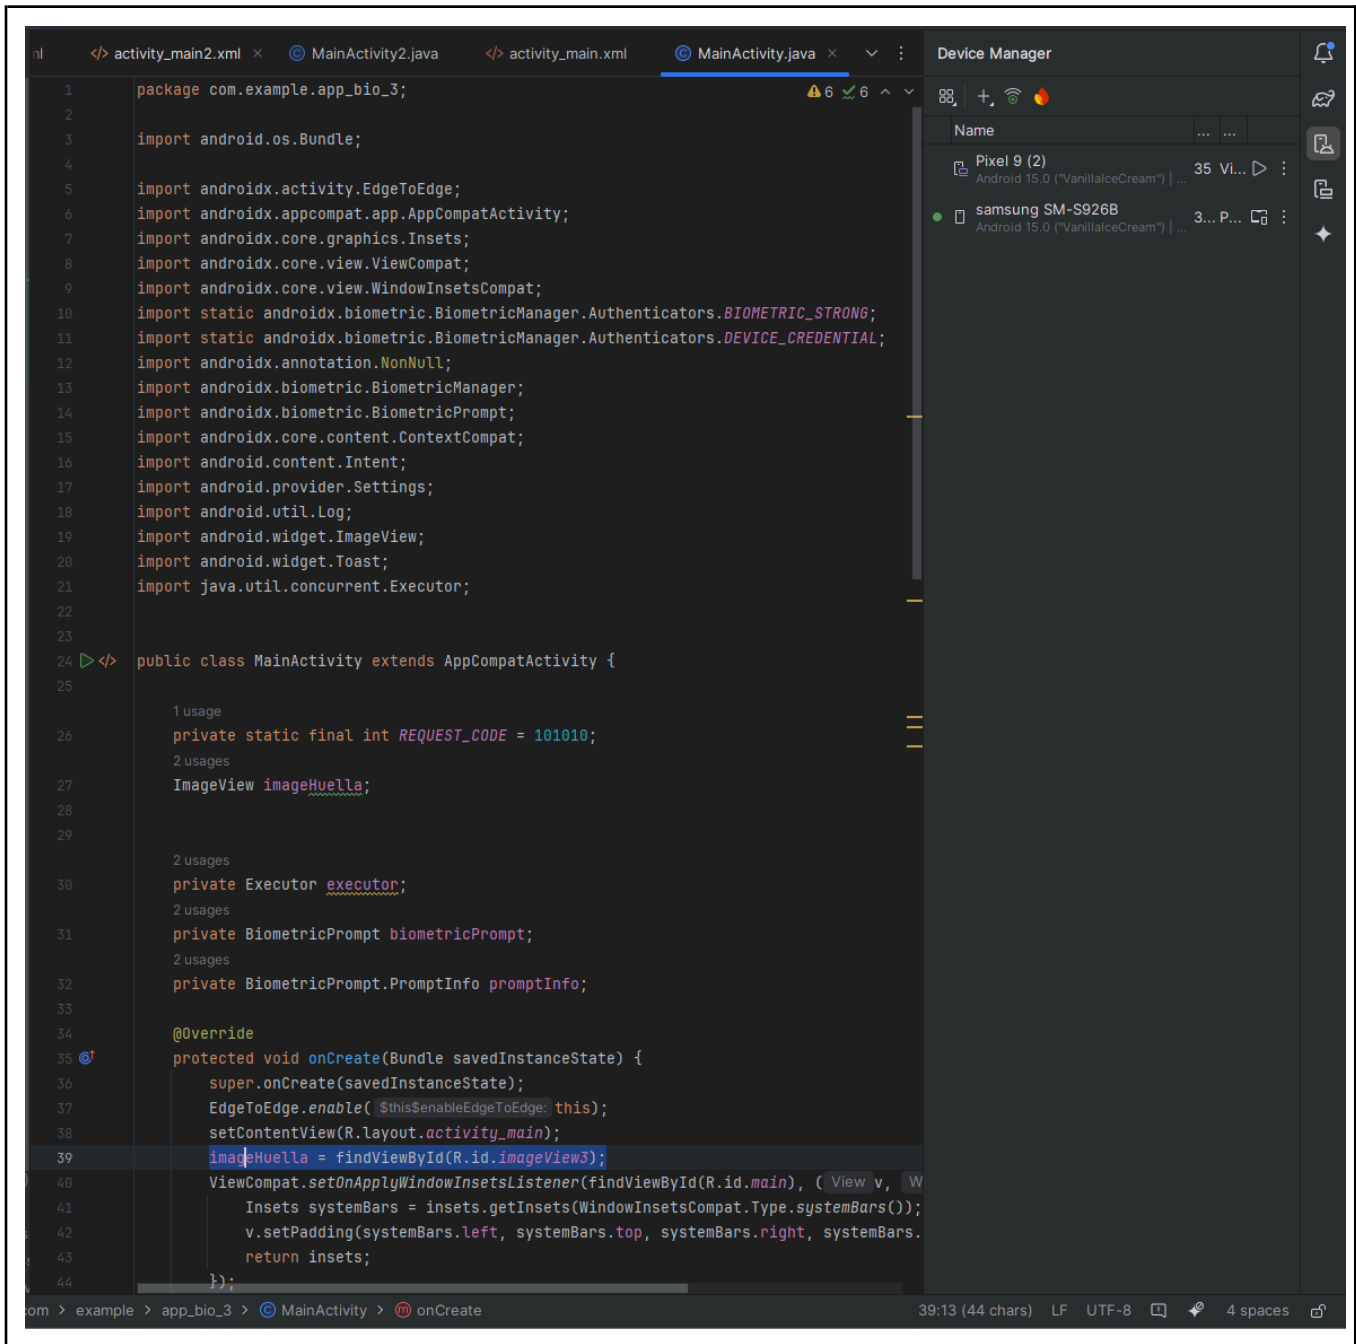 activity_main2.xml
MainActivity2.java
activity_main.xml
MainActivity.java
Device Manager
6 6
Name ... ...
Pixel 9 (2)
Android 15.0 ("VanillaIceCream") | ...
35 Vi...
samsung SM-S926B
Android 15.0 ("VanillaIceCream") | ...
3... P...
1 package com.example.app_bio_3;
2
3 import android.os.Bundle;
4
5 import androidx.activity.EdgeToEdge;
6 import androidx.appcompat.app.AppCompatActivity;
7 import androidx.core.graphics.Insets;
8 import androidx.core.view.ViewCompat;
9 import androidx.core.view.WindowInsetsCompat;
10 import static androidx.biometric.BiometricManager.Authenticators.BIOMETRIC_STRONG;
11 import static androidx.biometric.BiometricManager.Authenticators.DEVICE_CREDENTIAL;
12 import androidx.annotation.NonNull;
13 import androidx.biometric.BiometricManager;
14 import androidx.biometric.BiometricPrompt;
15 import androidx.core.content.ContextCompat;
16 import android.content.Intent;
17 import android.provider.Settings;
18 import android.util.Log;
19 import android.widget.ImageView;
20 import android.widget.Toast;
21 import java.util.concurrent.Executor;
22
23
24 public class MainActivity extends AppCompatActivity {
25
1 usage
26 private static final int REQUEST_CODE = 101010;
2 usages
27 ImageView imageHuella;
28
29
2 usages
30 private Executor executor;
2 usages
31 private BiometricPrompt biometricPrompt;
2 usages
32 private BiometricPrompt.PromptInfo promptInfo;
33
34 @Override
35 protected void onCreate(Bundle savedInstanceState) {
36 super.onCreate(savedInstanceState);
37 EdgeToEdge.enable( $this$enableEdgeToEdge: this);
38 setContentView(R.layout.activity_main);
39 imageHuella = findViewById(R.id.imageView3);
40 ViewCompat.setOnApplyWindowInsetsListener(findViewById(R.id.main), ( View v, W
41 Insets systemBars = insets.getInsets(WindowInsetsCompat.Type.systemBars());
42 v.setPadding(systemBars.left, systemBars.top, systemBars.right, systemBars.
43 return insets;
44 });
om > example > app_bio_3 > MainActivity > onCreate
39:13 (44 chars) LF UTF-8 4 spaces